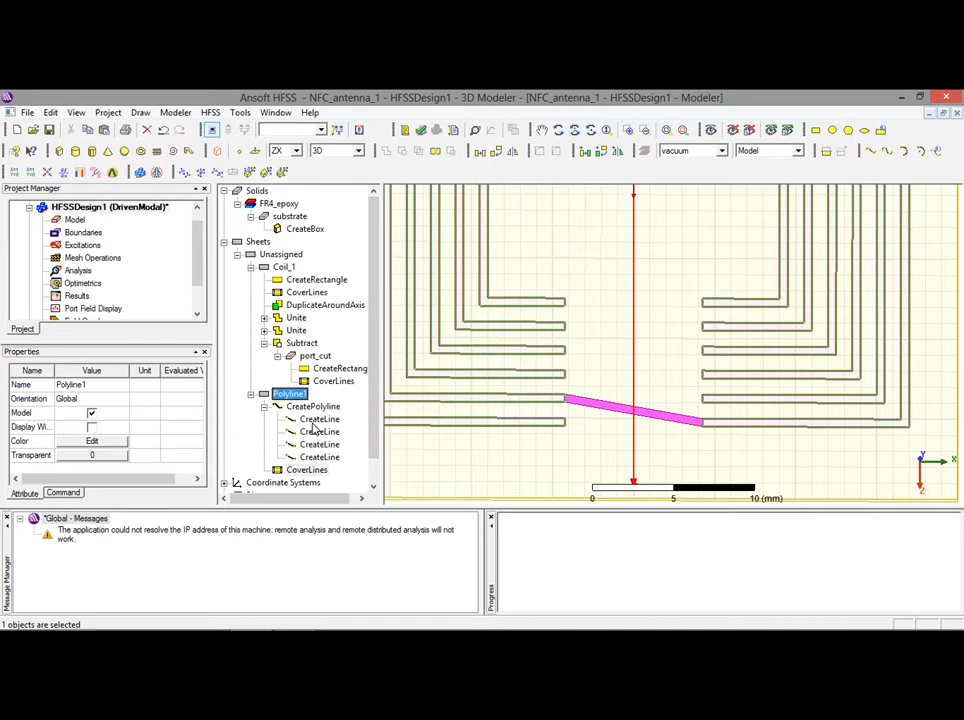 Ansoft HFSS - NFC_antenna_1 - HFSSDesign1 - 3D Modeler - [NFC_antenna_1 - HFSSDesign1 - Modeler]
File Edit View Project Draw Modeler HFSS Tools Window Help
ZX 3D vacuum Model
Project Manager
HFSSDesign1 (DrivenModal)*
Model
Boundaries
Excitations
Mesh Operations
Analysis
Optimetrics
Results
Port Field Display
Project
Properties
Name Value Unit Evaluated V
Name Polyline1
Orientation Global
Model
Display Wi...
Color Edit
Transparent 0
Attribute Command
Solids
FR4_epoxy
substrate
CreateBox
Sheets
Unassigned
Coil_1
CreateRectangle
CoverLines
DuplicateAroundAxis
Unite
Unite
Subtract
port_cut
CreateRectang
CoverLines
Polyline1
CreatePolyline
CreateLine
CreateLine
CreateLine
CreateLine
CoverLines
Coordinate Systems
Y
X
Z
0 5 10 (mm)
Message Manager
*Global - Messages
The application could not resolve the IP address of this machine: remote analysis and remote distributed analysis will not
work.
Progress
1 objects are selected